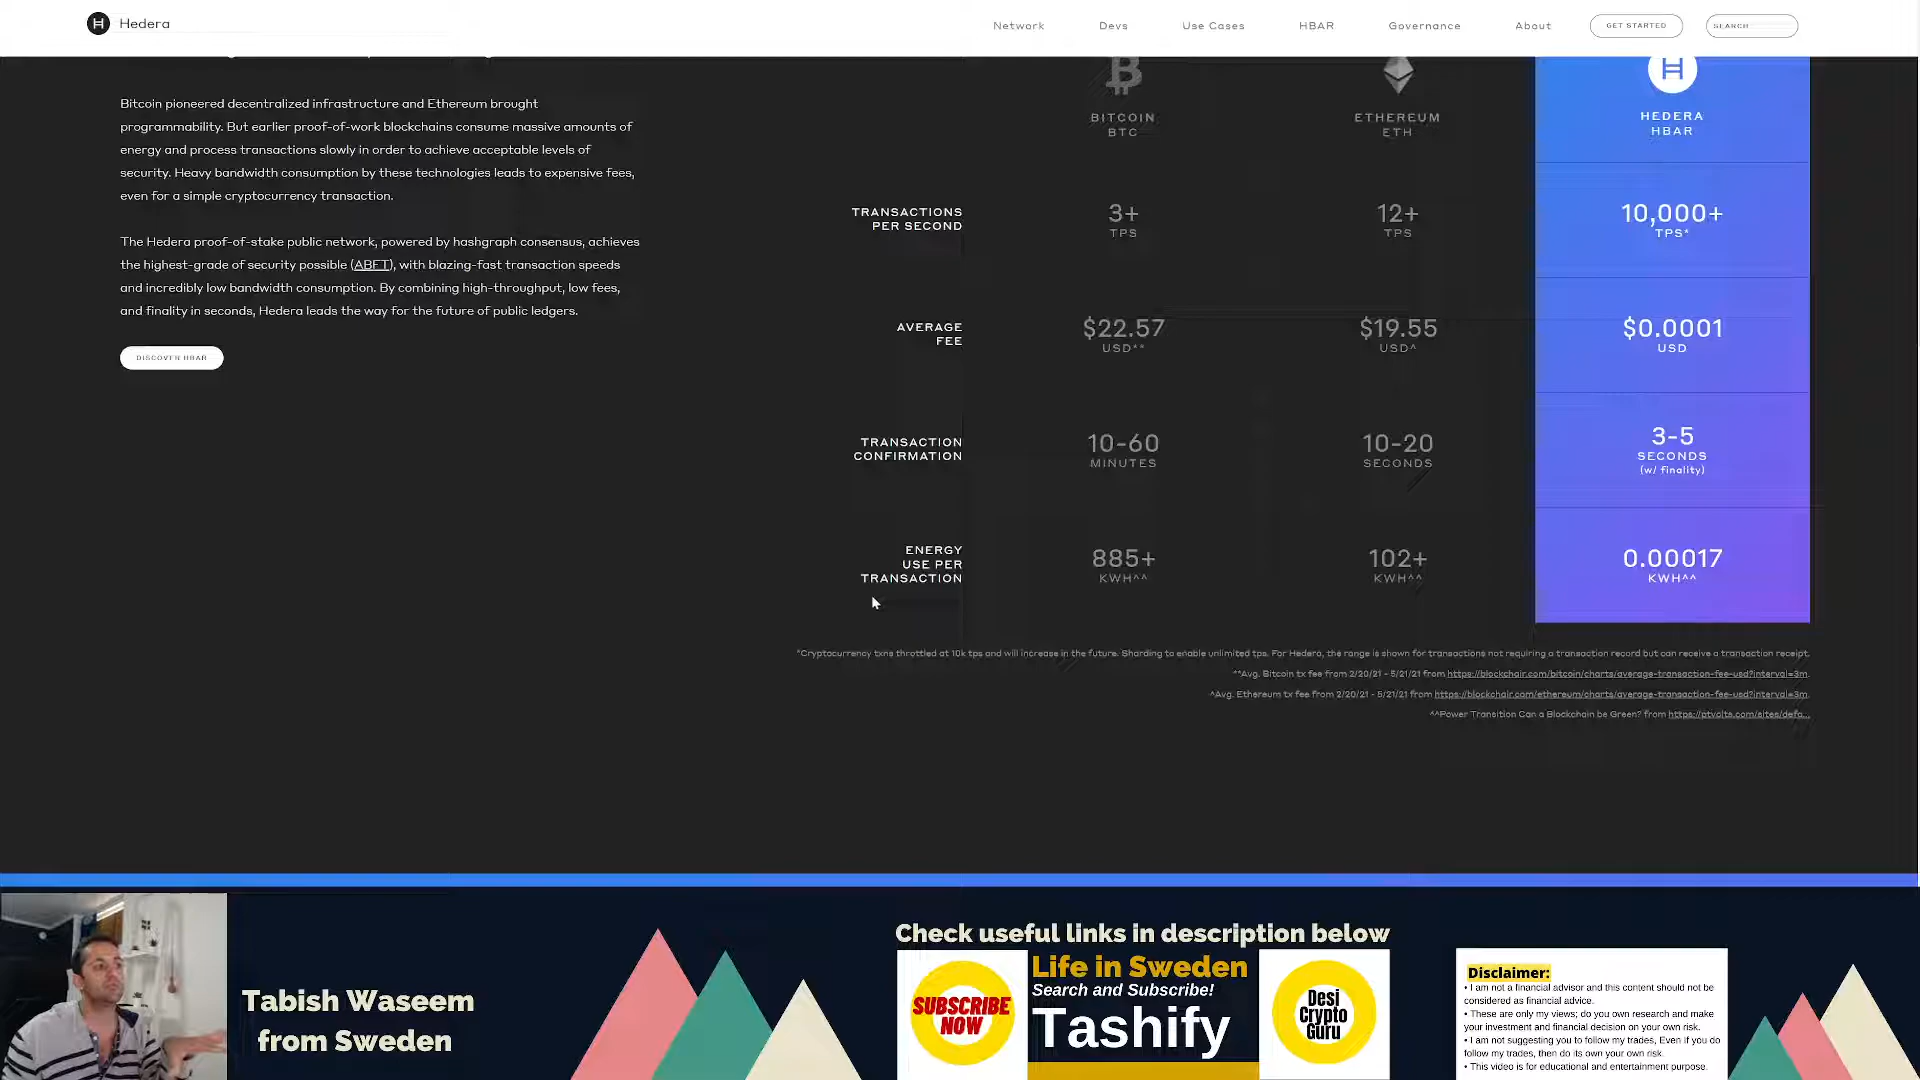 Hedera
Network Devs Use Cases HBAR Governance About GET STARTED SEARCH
Bitcoin pioneered decentralized infrastructure and Ethereum brought
programmability. But earlier proof-of-work blockchains consume massive amounts of
energy and process transactions slowly in order to achieve acceptable levels of
security. Heavy bandwidth consumption by these technologies leads to expensive fees,
even for a simple cryptocurrency transaction.
The Hedera proof-of-stake public network, powered by hashgraph consensus, achieves
the highest-grade of security possible (ABFT), with blazing-fast transaction speeds
and incredibly low bandwidth consumption. By combining high-throughput, low fees,
and finality in seconds, Hedera leads the way for the future of public ledgers.
DISCOVER HBAR
BITCOIN
BTC
ETHEREUM
ETH
HEDERA
HBAR
TRANSACTIONS
PER SECOND
3+
TPS
12+
TPS
10,000+
TPS*
AVERAGE
FEE
$22.57
USD**
$19.55
USD^
$0.0001
USD
TRANSACTION
CONFIRMATION
10-60
MINUTES
10-20
SECONDS
3-5
SECONDS
(w/ finality)
ENERGY
USE PER
TRANSACTION
885+
KWH^^
102+
KWH^^
0.00017
KWH^^
*Cryptocurrency txns throttled at 10k tps and will increase in the future. Sharding to enable unlimited tps. For Hedera, the range is shown for transactions not requiring a transaction record but can receive a transaction receipt.
**Avg. Bitcoin tx fee from 2/20/21 - 5/21/21 from https://blockchair.com/bitcoin/charts/average-transaction-fee-usd?interval=3m.
^Avg. Ethereum tx fee from 2/20/21 - 5/21/21 from https://blockchair.com/ethereum/charts/average-transaction-fee-usd?interval=3m.
^^Power Transition Can a Blockchain be Green? from https://ptvolts.com/sites/defa...
Tabish Waseem
from Sweden
Check useful links in description below
SUBSCRIBE
NOW
Life in Sweden
Search and Subscribe!
Tashify
Desi
Crypto
Guru
Disclaimer:
• I am not a financial advisor and this content should not be
considered as financial advice.
• These are only my views; do you own research and make
your investment and financial decision on your own risk.
• I am not suggesting you to follow my trades, Even if you do
follow my trades, then do its own your own risk.
• This video is for educational and entertainment purpose.